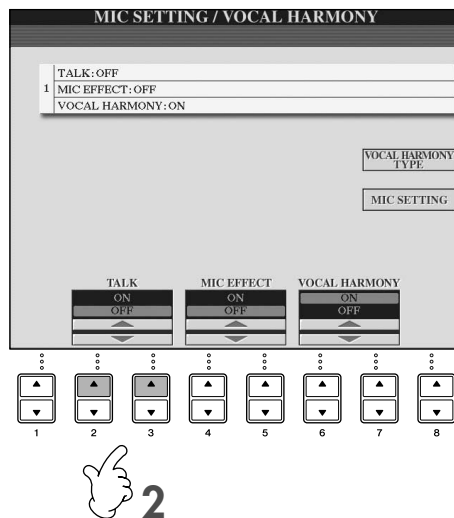 MIC SETTING / VOCAL HARMONY
TALK:OFF
1 MIC EFFECT:OFF
VOCAL HARMONY:ON
VOCAL HARMONY
TYPE
MIC SETTING
TALK MIC EFFECT VOCAL HARMONY
ON ON ON
OFF OFF OFF
1 2 3 4 5 6 7 8
2